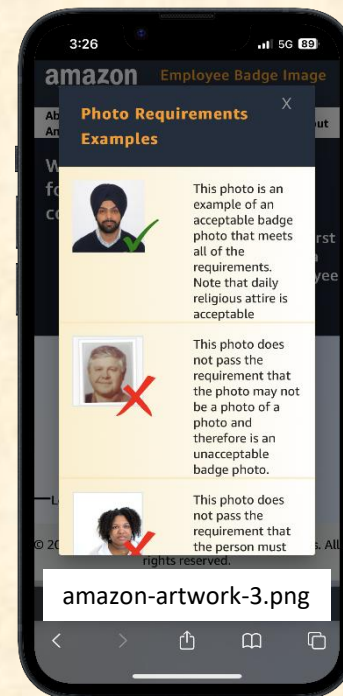 3:26
5G 89
amazon Employee Badge Image
Photo Requirements X
Examples
This photo is an
example of an
acceptable badge
photo that meets
all of the
requirements.
Note that daily
religious attire is
acceptable
This photo does
not pass the
requirement that
the photo may not
be a photo of a
photo and
therefore is an
unacceptable
badge photo.
This photo does
not pass the
requirement that
the person must
rights reserved.
amazon-artwork-3.png